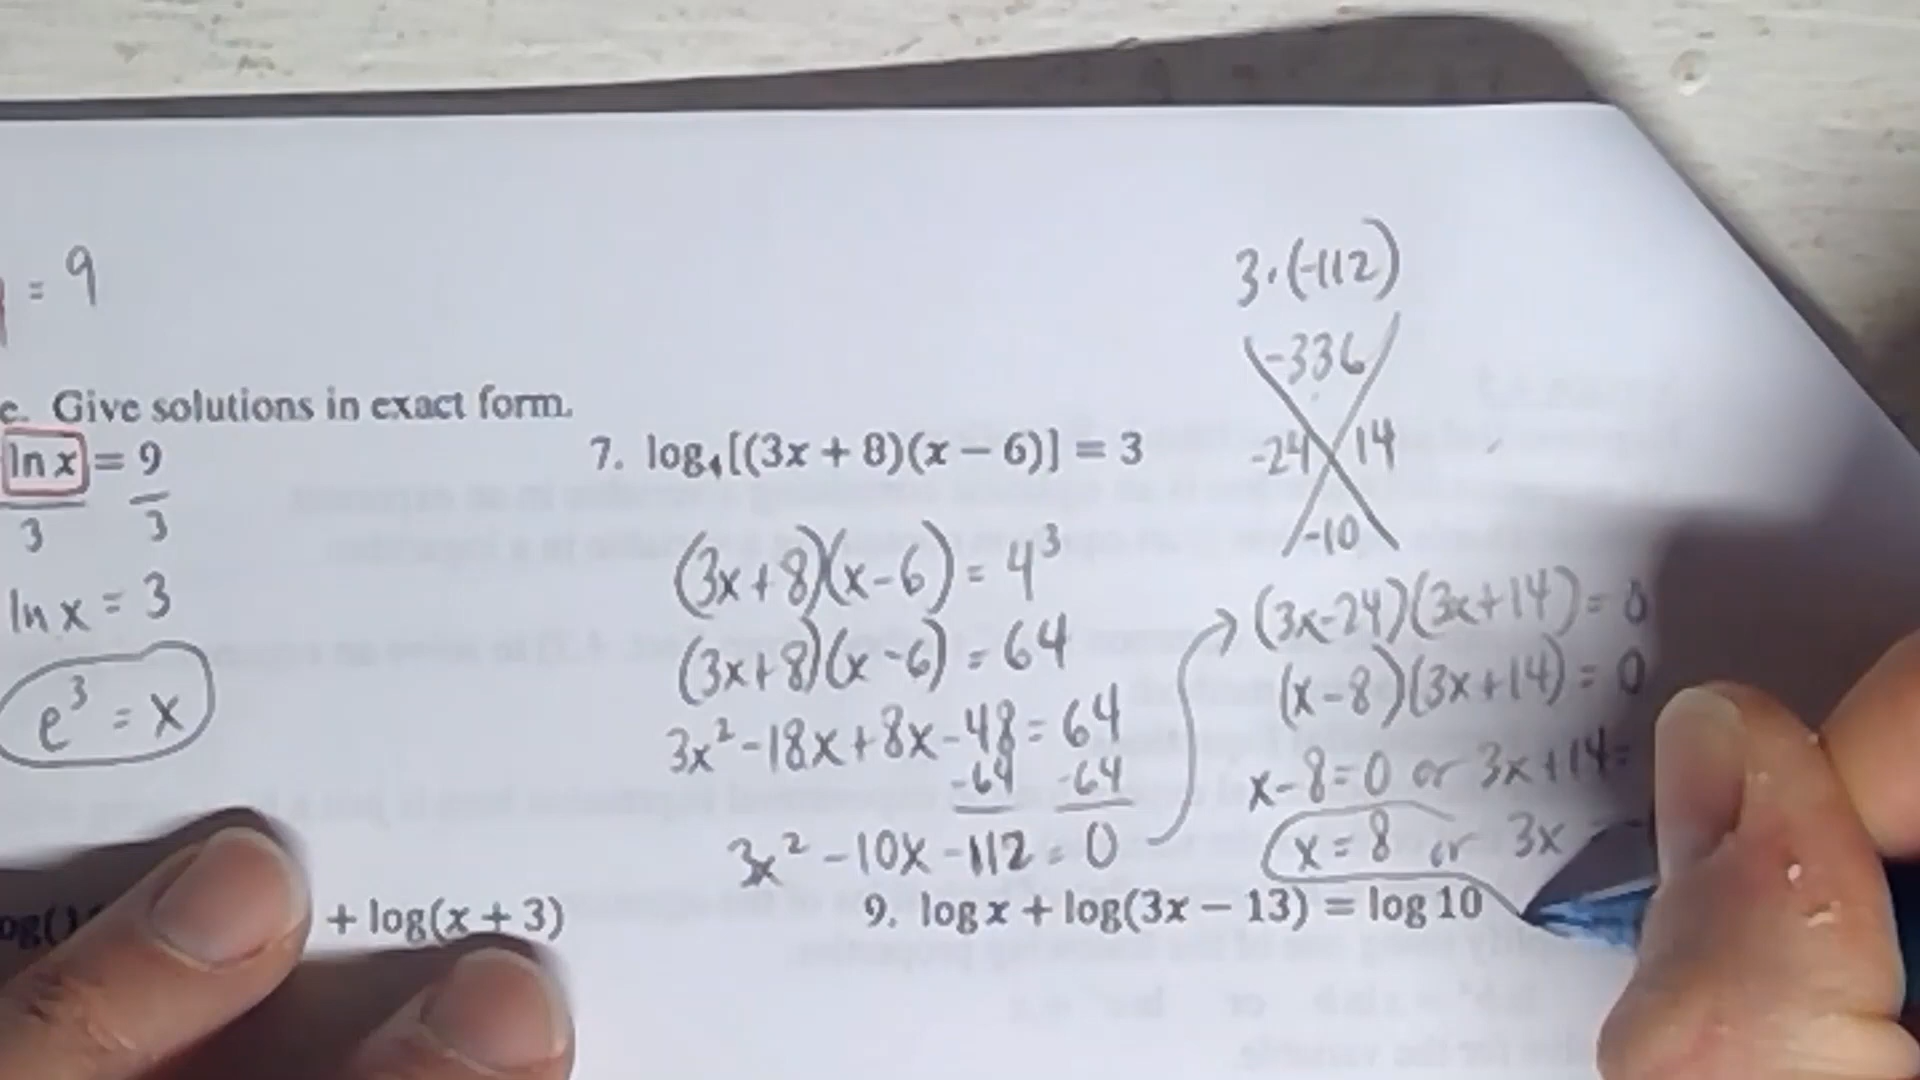 = 9
Give solutions in exact form.
ln x = 9
3 3
ln x = 3
e³ = x
+ log(x + 3)
7. log₄[(3x + 8)(x − 6)] = 3
(3x+8)(x-6) = 4³
(3x+8)(x-6) = 64
3x²-18x+8x-48 = 64
-64 -64
3x² - 10x - 112 = 0
3·(-112)
-336
-24 14
-10
(3x-24)(3x+14) = 0
(x-8)(3x+14) = 0
x-8=0 or 3x+14=
x = 8 or 3x
9. log x + log(3x − 13) = log 10